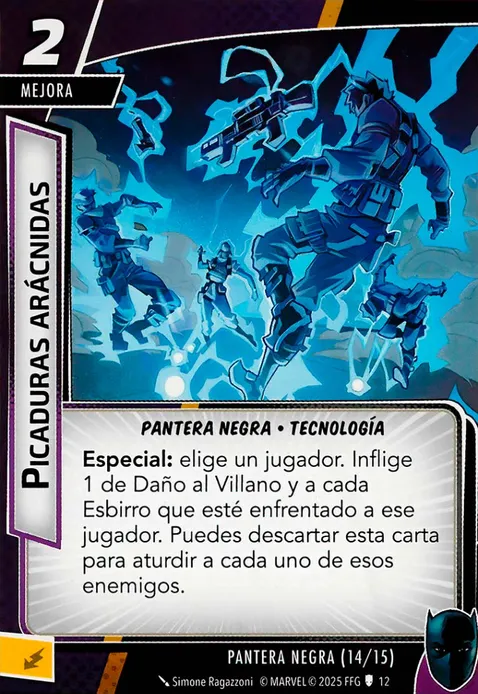 2
MEJORA
PICADURAS ARÁCNIDAS
PANTERA NEGRA • TECNOLOGÍA
Especial: elige un jugador. Inflige
1 de Daño al Villano y a cada
Esbirro que esté enfrentado a ese
jugador. Puedes descartar esta carta
para aturdir a cada uno de esos
enemigos.
PANTERA NEGRA (14/15)
Simone Ragazzoni © MARVEL © 2025 FFG 12